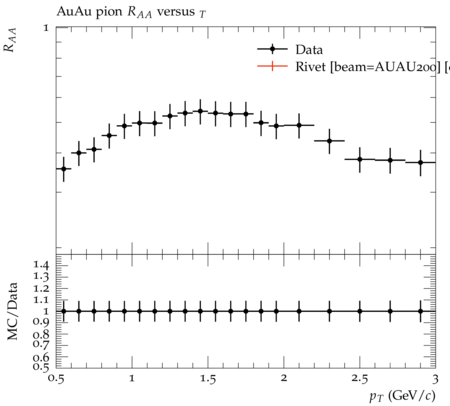 AuAu pion R_AA versus _T
R_AA
1
Data
Rivet [beam=AUAU200] [
MC/Data
1.4
1.3
1.2
1.1
1
0.9
0.8
0.7
0.6
0.5
0.5 1 1.5 2 2.5 3
p_T (GeV/c)